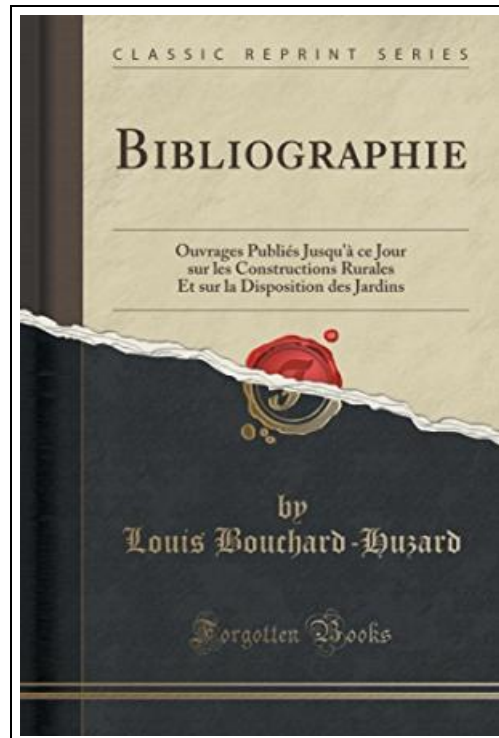 CLASSIC REPRINT SERIES
BIBLIOGRAPHIE
Ouvrages Publiés Jusqu'à ce Jour
sur les Constructions Rurales
Et sur la Disposition des Jardins
by
Louis Bouchard-Huzard
Forgotten Books